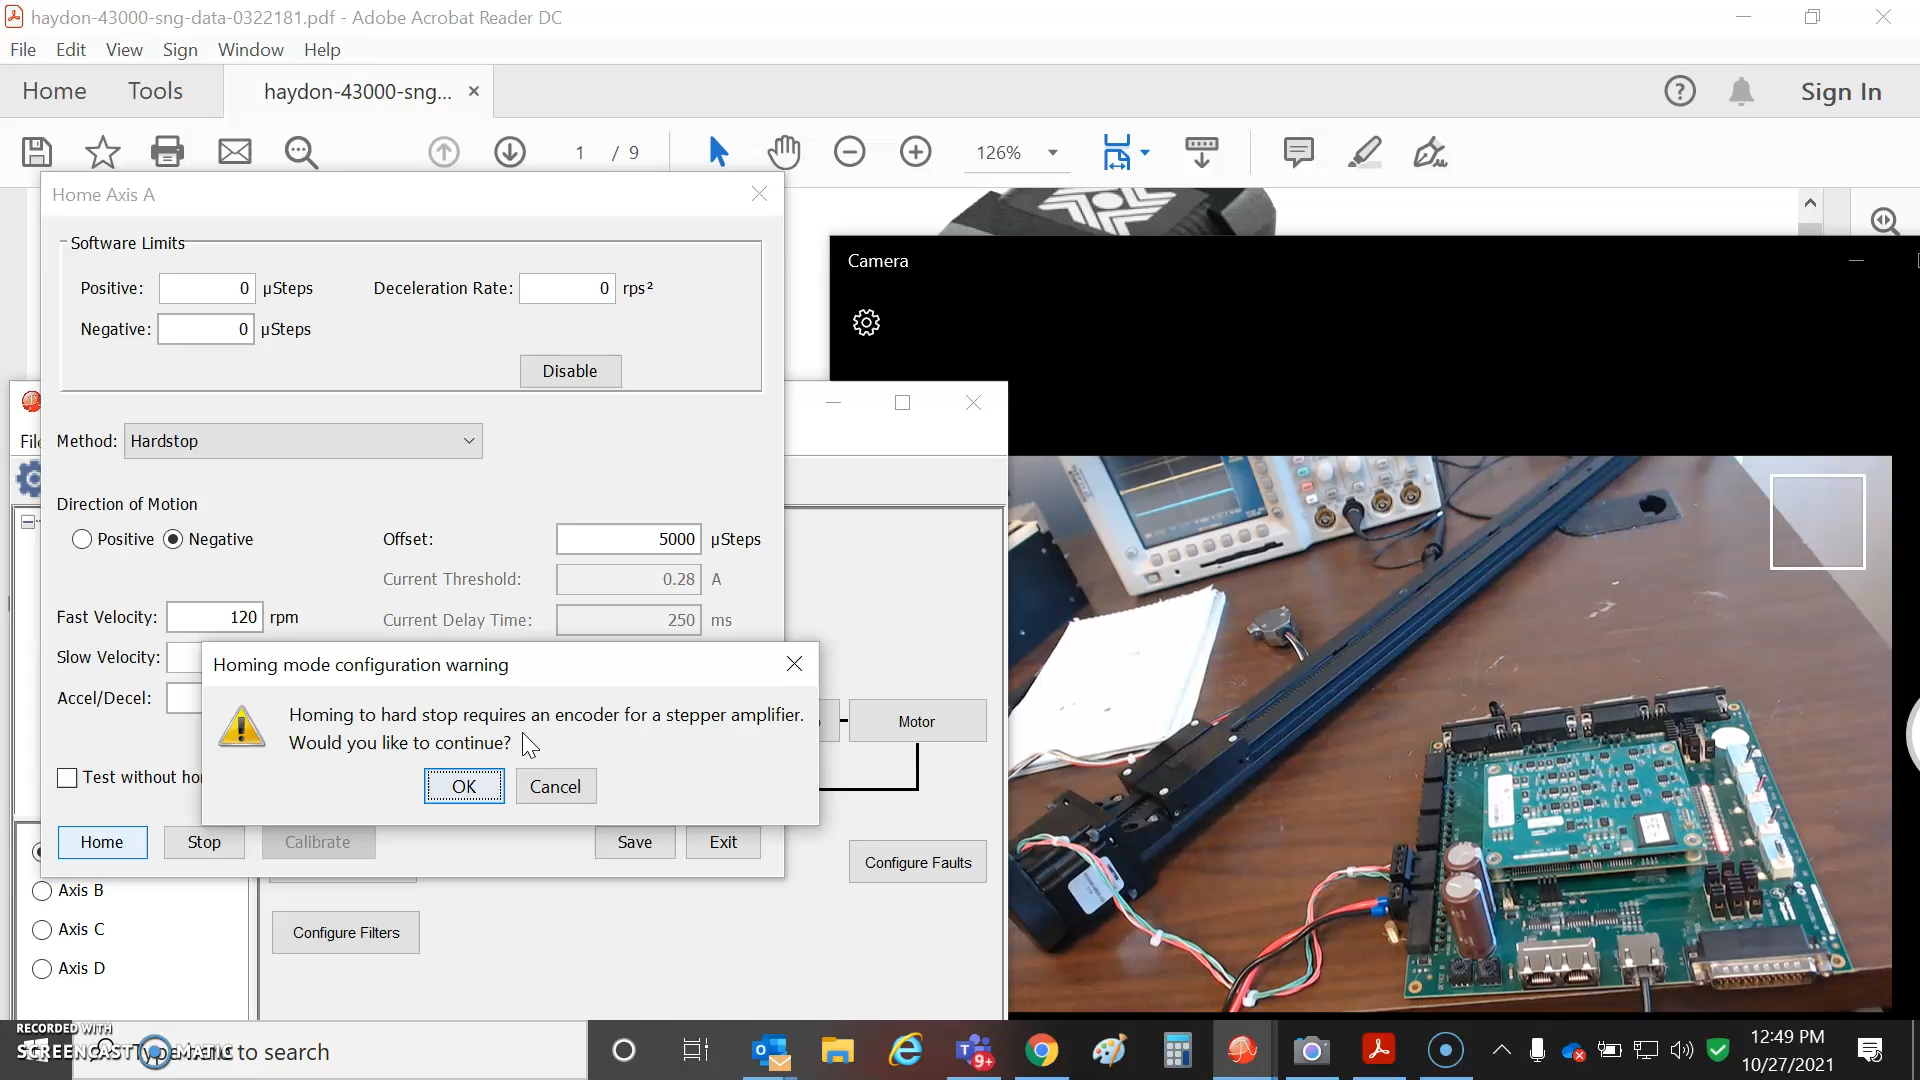 haydon-43000-sng-data-0322181.pdf - Adobe Acrobat Reader DC
File Edit View Sign Window Help
Home Tools haydon-43000-sng... × Sign In
1 / 9 126%
Home Axis A
Software Limits
Positive: 0 µSteps Deceleration Rate: 0 rps²
Negative: 0 µSteps
Disable
Camera
Method: Hardstop
Direction of Motion
Positive Negative Offset: 5000 µSteps
Current Threshold: 0.28 A
Fast Velocity: 120 rpm Current Delay Time: 250 ms
Slow Velocity:
Accel/Decel:
Homing mode configuration warning
Homing to hard stop requires an encoder for a stepper amplifier.
Would you like to continue?
OK Cancel
Motor
Test without
Home Stop Calibrate Save Exit
Configure Faults
Axis B
Axis C
Axis D
Configure Filters
RECORDED WITH
SCREENCAST MATIC
to search
9+
12:49 PM
10/27/2021